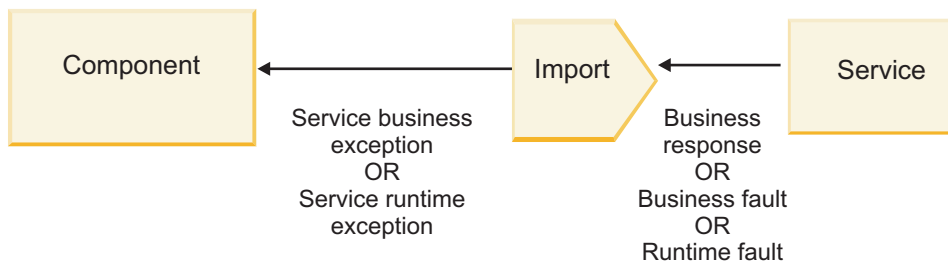 Component
Import
Service
Service business
exception
OR
Service runtime
exception
Business
response
OR
Business fault
OR
Runtime fault